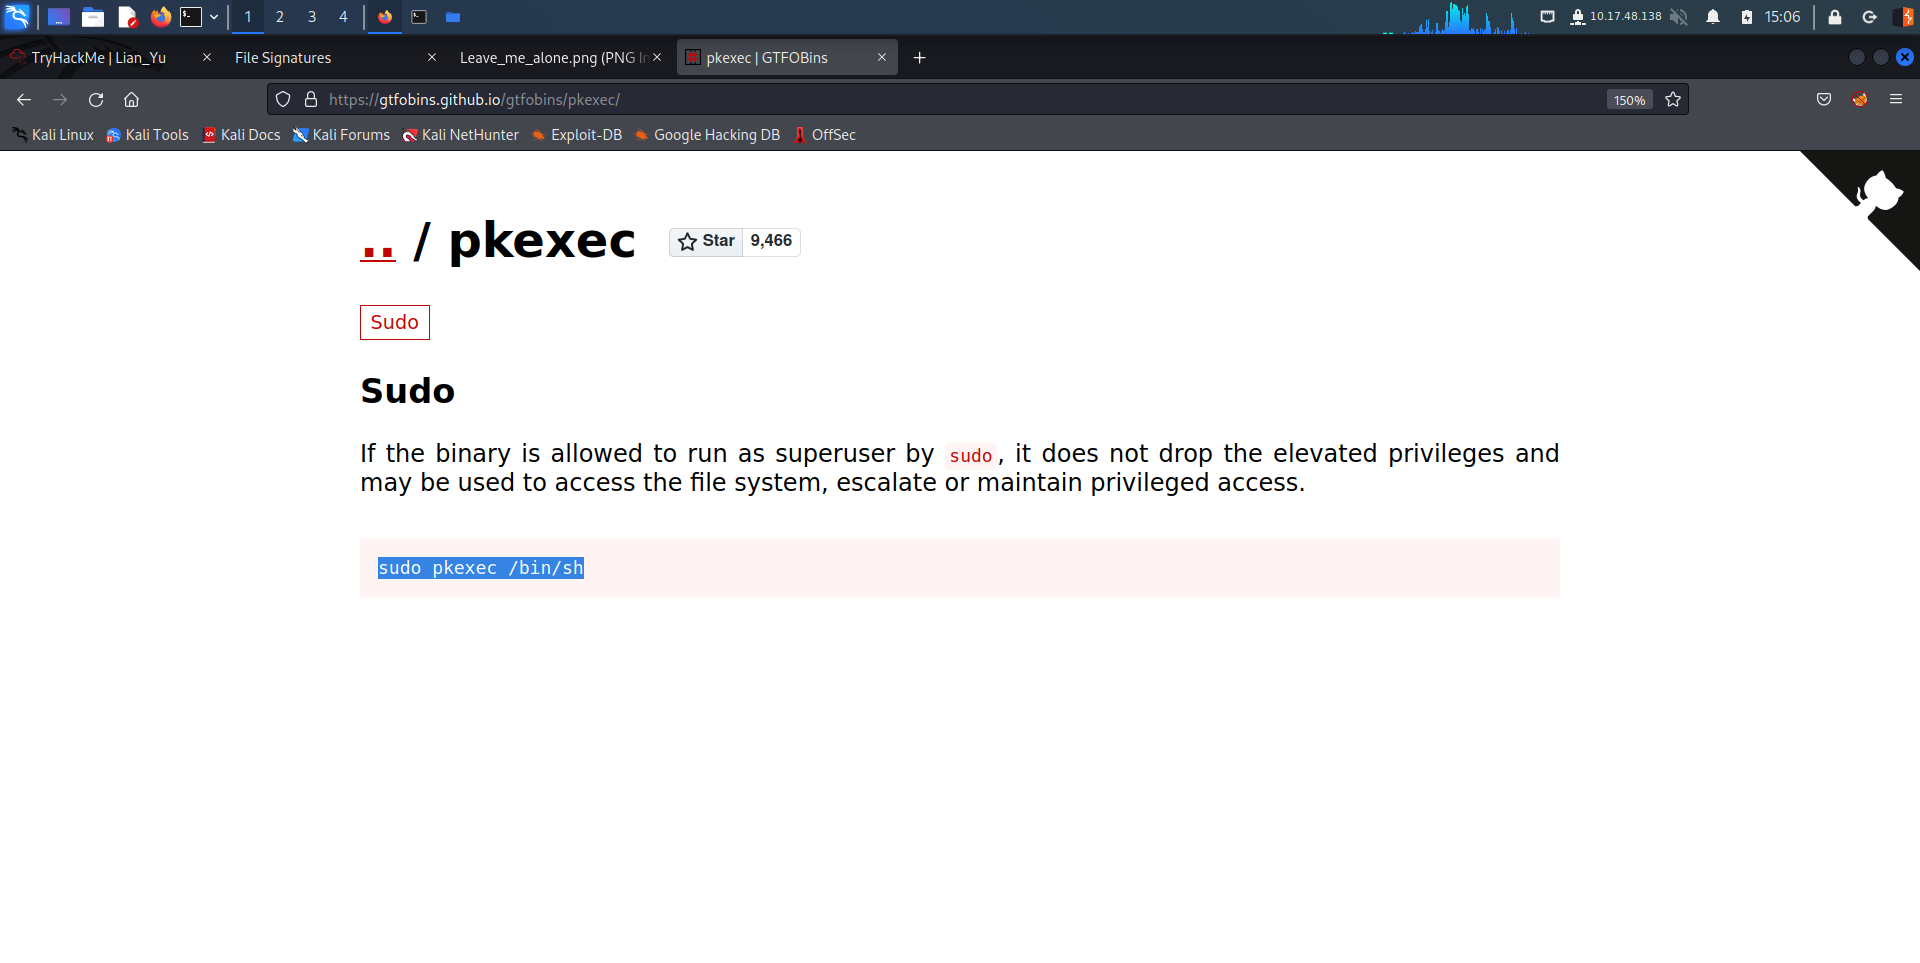 1 2 3 4 10.17.48.138 15:06
TryHackMe | Lian_Yu File Signatures Leave_me_alone.png (PNG In pkexec | GTFOBins
https://gtfobins.github.io/gtfobins/pkexec/ 150%
Kali Linux Kali Tools Kali Docs Kali Forums Kali NetHunter Exploit-DB Google Hacking DB OffSec
.. / pkexec Star 9,466
Sudo
Sudo
If the binary is allowed to run as superuser by sudo, it does not drop the elevated privileges and
may be used to access the file system, escalate or maintain privileged access.
sudo pkexec /bin/sh